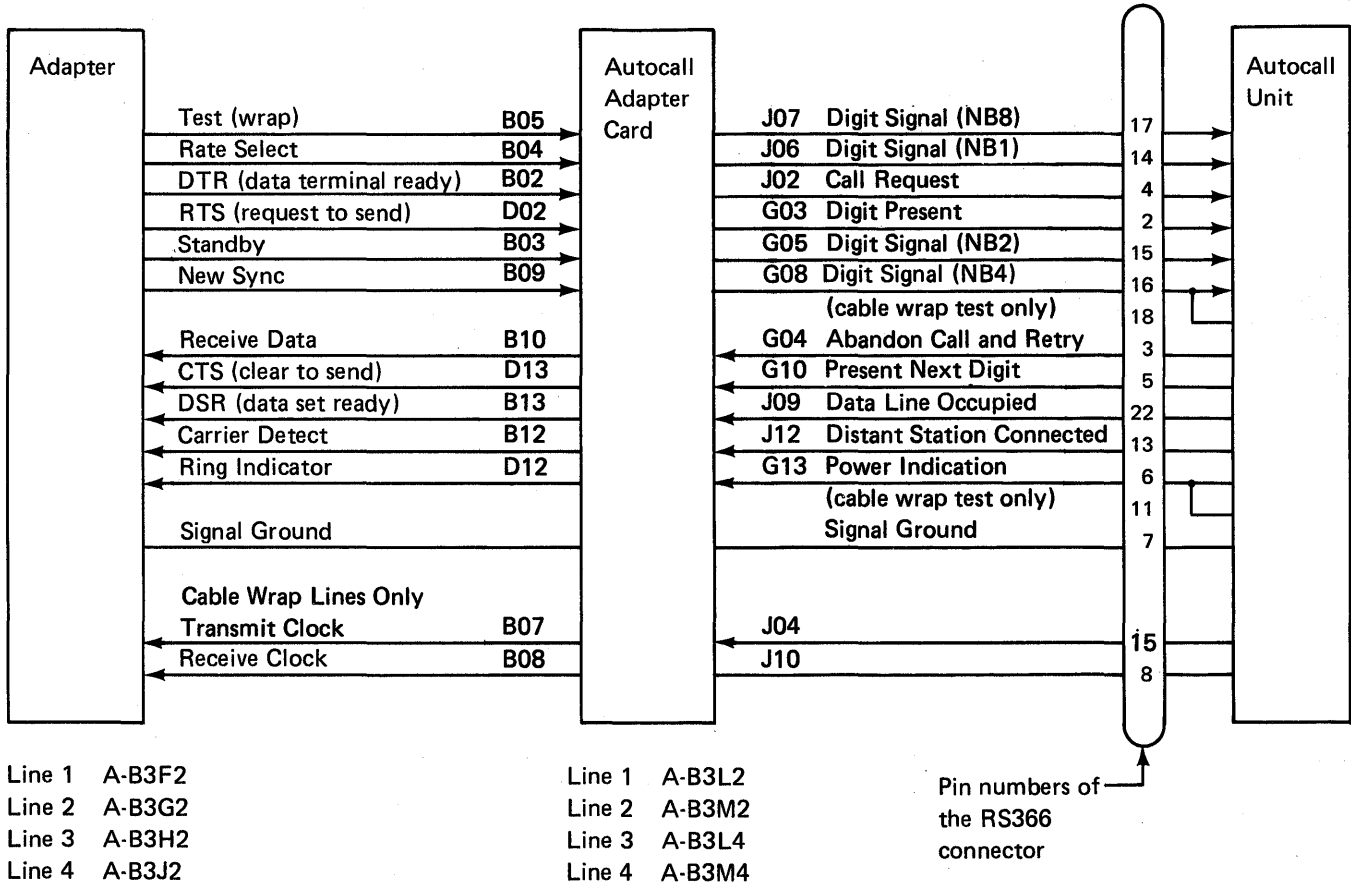 Adapter
Autocall
Adapter
Card
Autocall
Unit
Test (wrap) B05 J07 Digit Signal (NB8) 17
Rate Select B04 J06 Digit Signal (NB1) 14
DTR (data terminal ready) B02 J02 Call Request 4
RTS (request to send) D02 G03 Digit Present 2
Standby B03 G05 Digit Signal (NB2) 15
New Sync B09 G08 Digit Signal (NB4) 16
(cable wrap test only) 18
Receive Data B10 G04 Abandon Call and Retry 3
CTS (clear to send) D13 G10 Present Next Digit 5
DSR (data set ready) B13 J09 Data Line Occupied 22
Carrier Detect B12 J12 Distant Station Connected 13
Ring Indicator D12 G13 Power Indication 6
(cable wrap test only) 11
Signal Ground Signal Ground 7
Cable Wrap Lines Only
Transmit Clock B07 J04 15
Receive Clock B08 J10 8
Line 1 A-B3F2
Line 2 A-B3G2
Line 3 A-B3H2
Line 4 A-B3J2
Line 1 A-B3L2
Line 2 A-B3M2
Line 3 A-B3L4
Line 4 A-B3M4
Pin numbers of
the RS366
connector